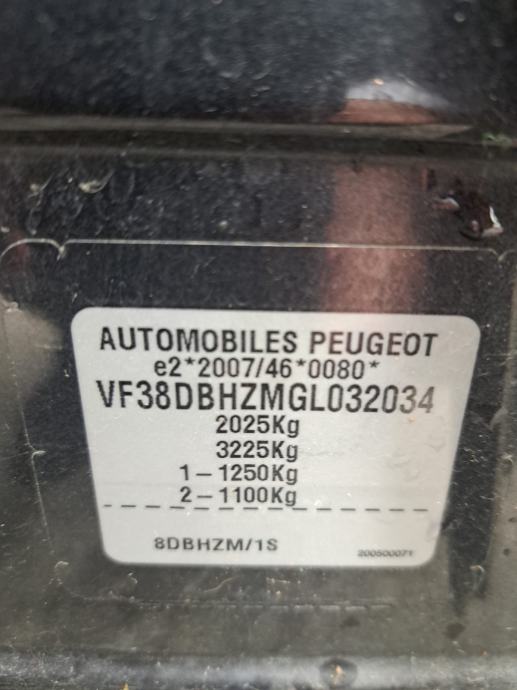 AUTOMOBILES PEUGEOT
e2*2007/46*0080*
VF38DBHZMGL032034
2025Kg
3225Kg
1-1250Kg
2-1100Kg
8DBHZM/1S
200500071